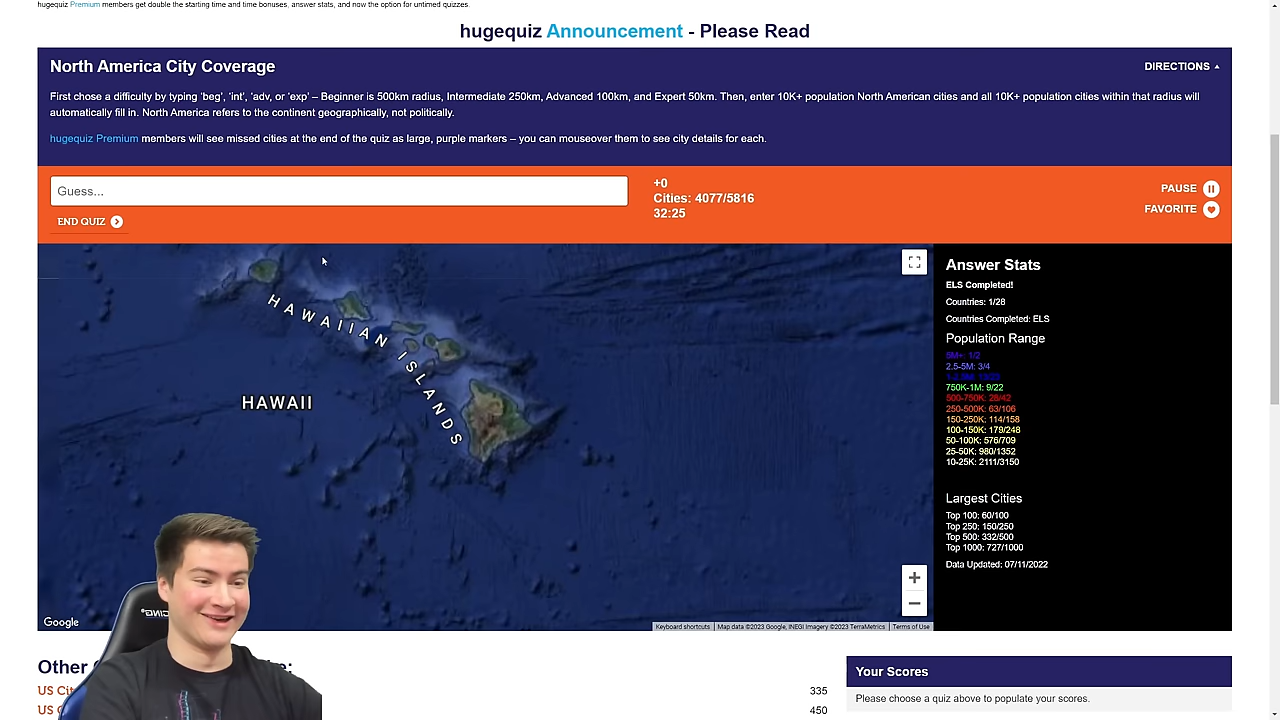 hugequiz Premium members get double the starting time and time bonuses, answer stats, and now the option for untimed quizzes.
hugequiz Announcement - Please Read
North America City Coverage
DIRECTIONS
First chose a difficulty by typing 'beg', 'int', 'adv, or 'exp' – Beginner is 500km radius, Intermediate 250km, Advanced 100km, and Expert 50km. Then, enter 10K+ population North American cities and all 10K+ population cities within that radius will
automatically fill in. North America refers to the continent geographically, not politically.
hugequiz Premium members will see missed cities at the end of the quiz as large, purple markers – you can mouseover them to see city details for each.
Guess...
+0
Cities: 4077/5816
32:25
END QUIZ
PAUSE
FAVORITE
HAWAIIAN ISLANDS
HAWAII
Google
Keyboard shortcuts
Map data ©2023 Google, INEGI Imagery ©2023 TerraMetrics
Terms of Use
Answer Stats
ELS Completed!
Countries: 1/28
Countries Completed: ELS
Population Range
5M+: 1/2
2.5-5M: 3/4
750K-1M: 9/22
500-750K: 28/42
250-500K: 63/106
150-250K: 114/158
100-150K: 179/248
50-100K: 576/709
25-50K: 980/1352
10-25K: 2111/3150
Largest Cities
Top 100: 60/100
Top 250: 150/250
Top 500: 332/500
Top 1000: 727/1000
Data Updated: 07/11/2022
Other
e:
US Cit
335
US
450
Your Scores
Please choose a quiz above to populate your scores.